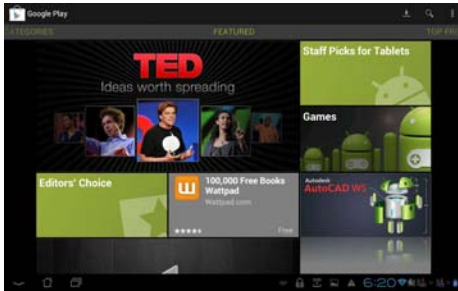 Google Play
CATEGORIES
FEATURED
TOP FR
TED
Ideas worth spreading
Staff Picks for Tablets
Games
Editors' Choice
100,000 Free Books
Wattpad
Wattpad.com
Free
Autodesk
AutoCAD WS
6:20